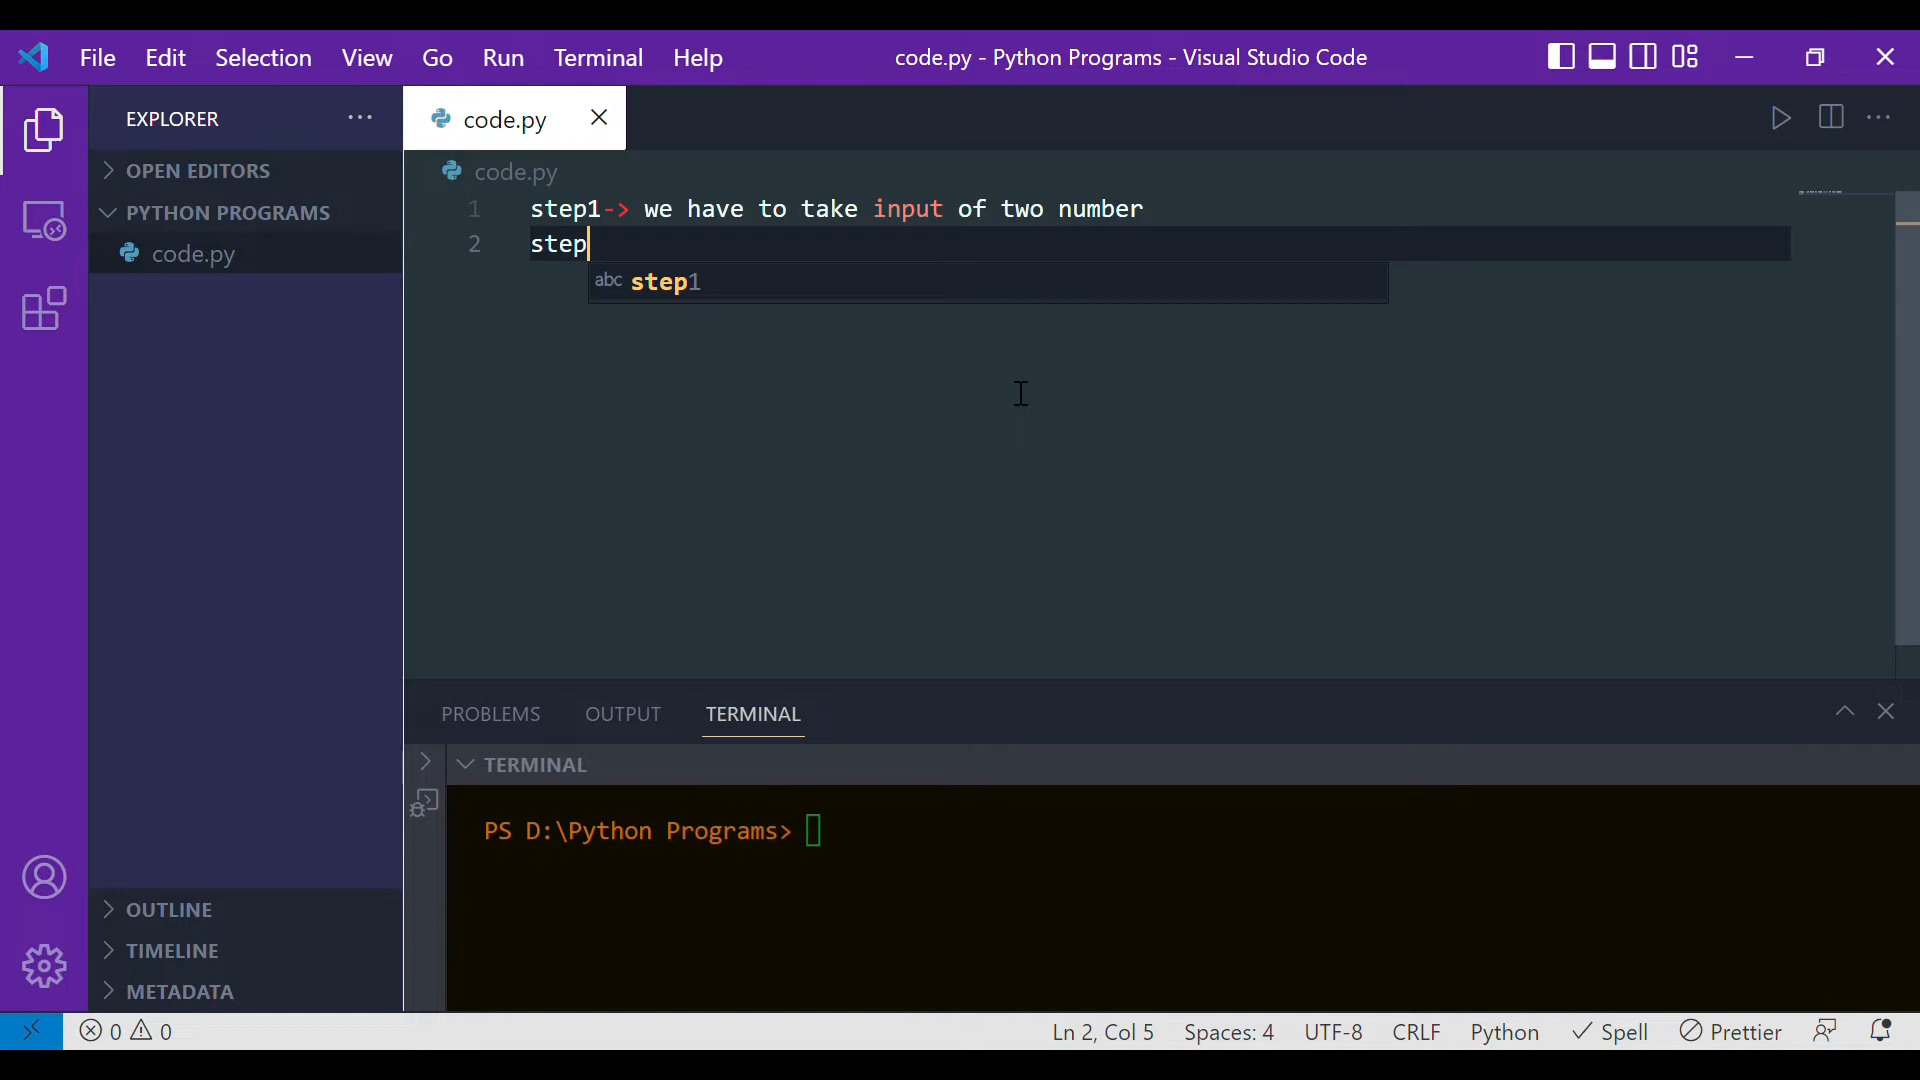 File Edit Selection View Go Run Terminal Help code.py - Python Programs - Visual Studio Code
EXPLORER
OPEN EDITORS
PYTHON PROGRAMS
code.py
OUTLINE
TIMELINE
METADATA
code.py
code.py
1 step1-> we have to take input of two number
2 step
abc step1
PROBLEMS OUTPUT TERMINAL
TERMINAL
PS D:\Python Programs>
0 0 Ln 2, Col 5 Spaces: 4 UTF-8 CRLF Python Spell Prettier